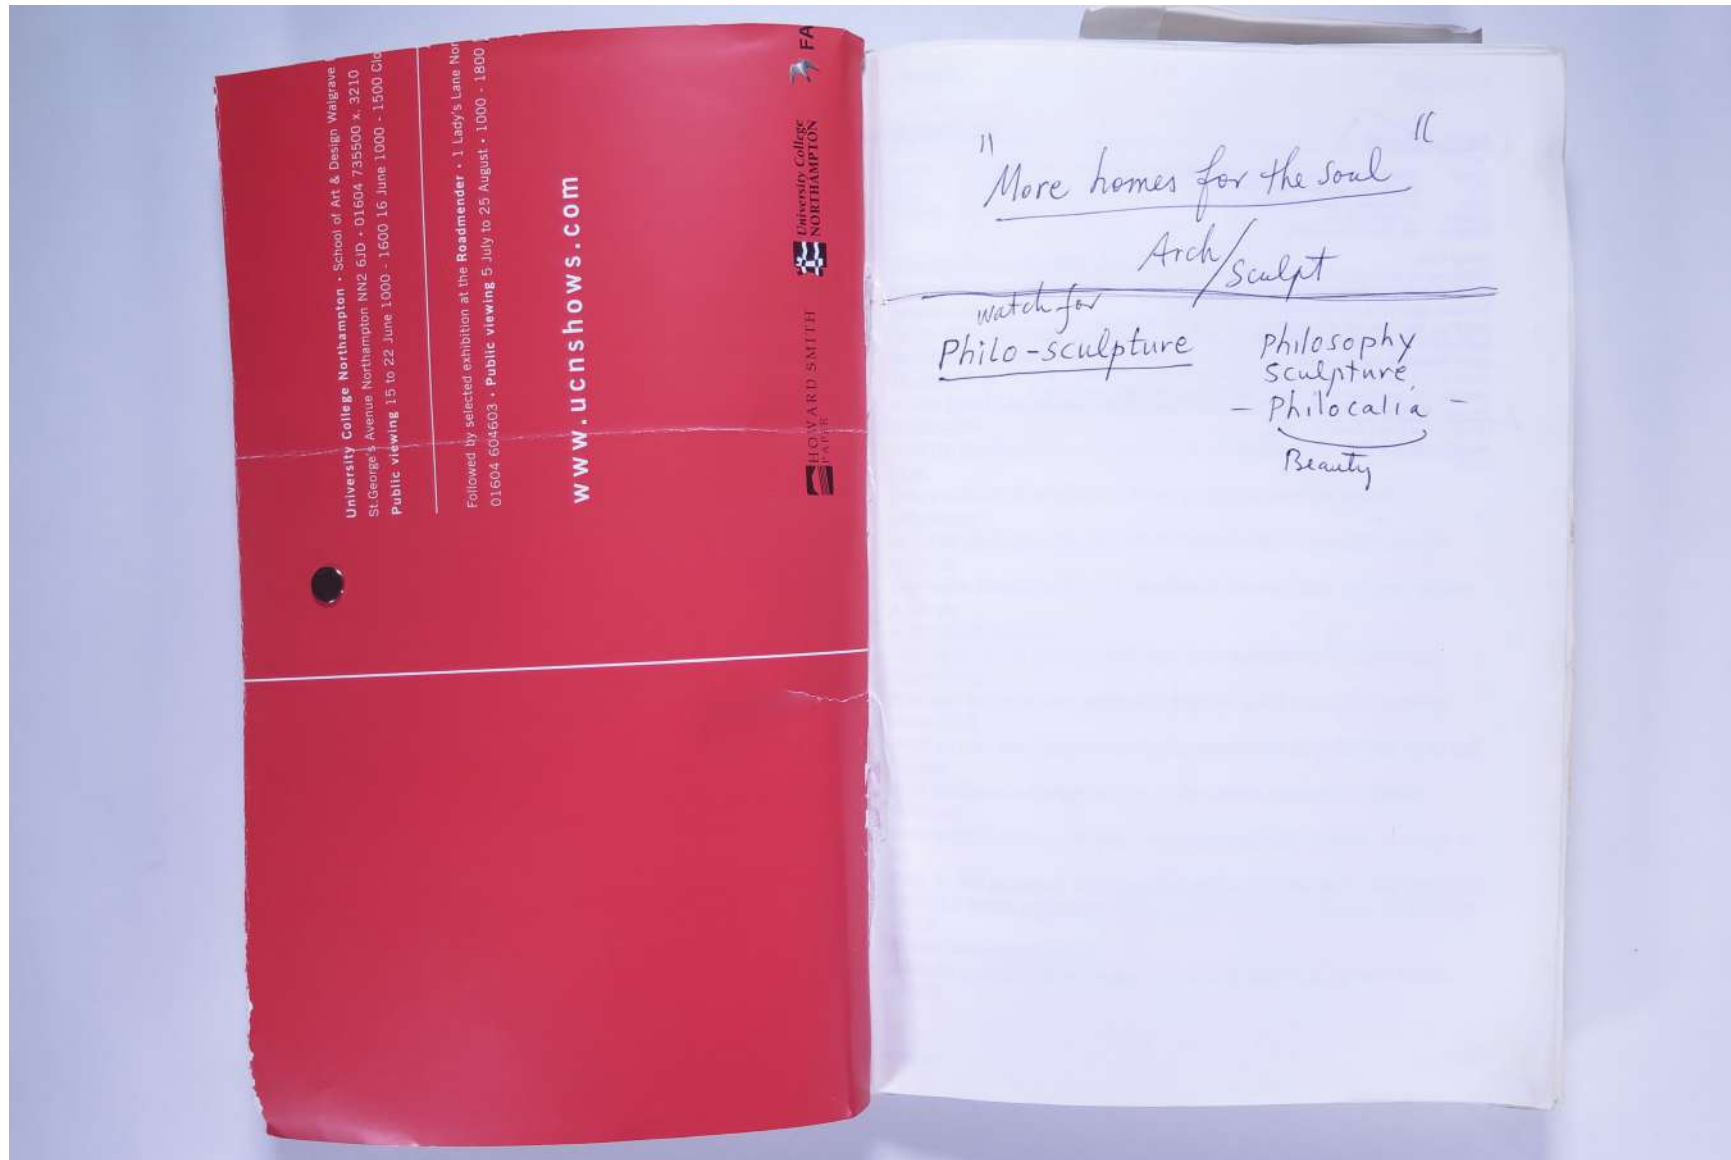 University College Northampton • School of Art & Design Walgrave
St.George's Avenue Northampton NN2 6JD • 01604 735500 x. 3210
Public viewing 15 to 22 June 1000 - 1600 16 June 1000 - 1500 Clo
Followed by selected exhibition at the Roadmender • 1 Lady's Lane Nor
01604 604603 • Public viewing 5 July to 25 August • 1000 - 1800
www.ucnshows.com
HOWARD SMITH
PAPER
University College
NORTHAMPTON
FA
"More homes for the soul"
Arch/Sculpt
watch for
Philo-sculpture
Philosophy
Sculpture
- Philocalia -
Beauty